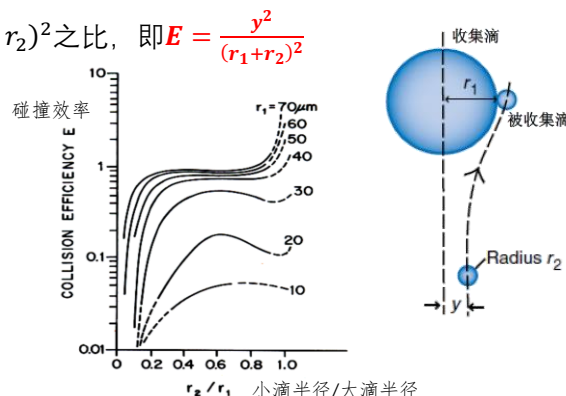 r₂)²之比，即E = y²/(r₁+r₂)²
碰撞效率
COLLISION EFFICIENCY E
10
1
0.1
0.01
0
0.2
0.4
0.6
0.8
1.0
r₁=70μm
60
50
40
30
20
10
r₂/r₁ 小滴半径/大滴半径
收集滴
r₁
被收集滴
Radius r₂
y